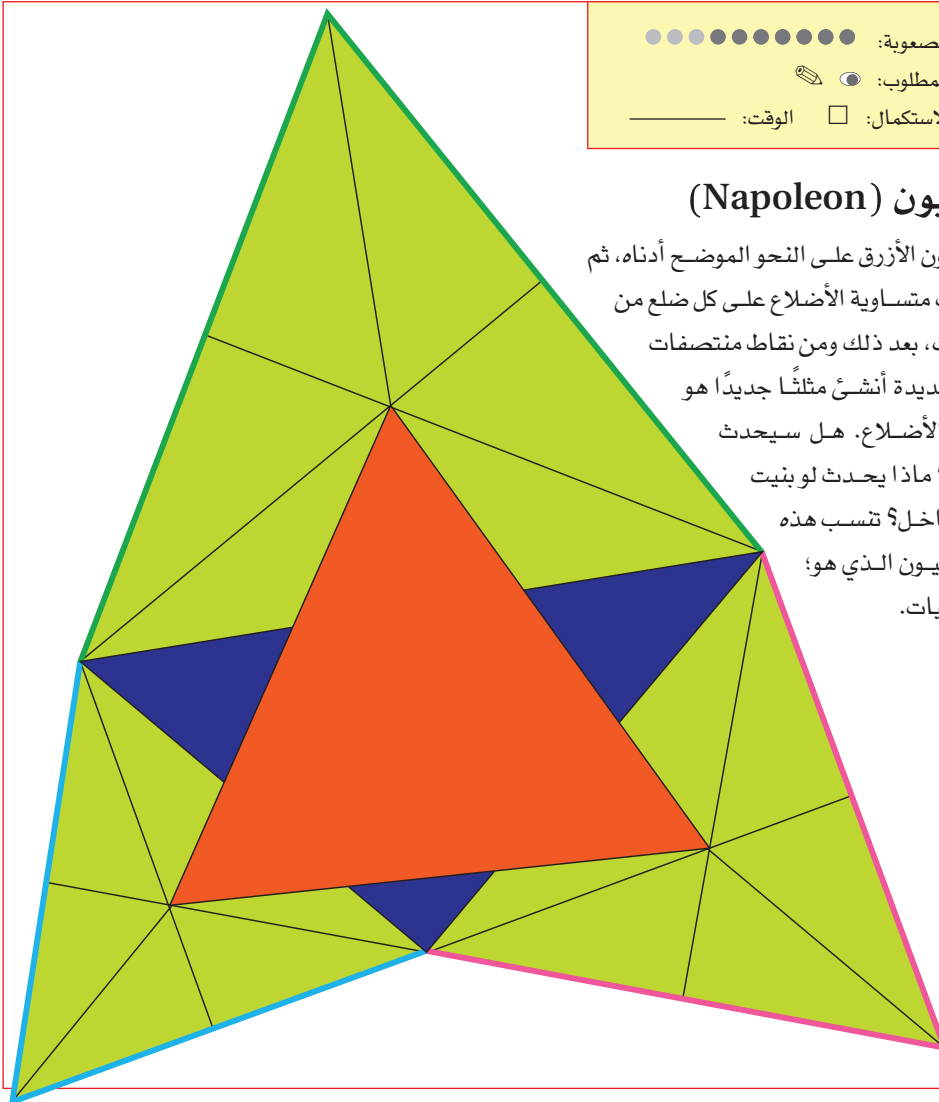 صعوبة:
مطلوب:
لاستكمال: الوقت:
يون (Napoleon)
ون الأزرق على النحو الموضح أدناه، ثم
متساوية الأضلاع على كل ضلع من
بعد ذلك ومن نقاط منتصفات
ديدة أنشئ مثلثًا جديدًا هو
الأضلاع. هل سيحدث
ماذا يحدث لو بنيت
اخل؟ تنسب هذه
يون الذي هو؛
يات.